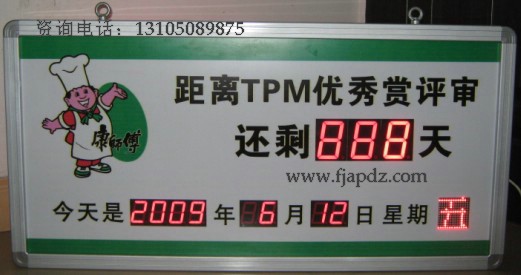 资询电话：13105089875
距离TPM优秀赏评审
康师傅
还剩888天
www.fjapdz.com
今天是2009年6月12日星期五